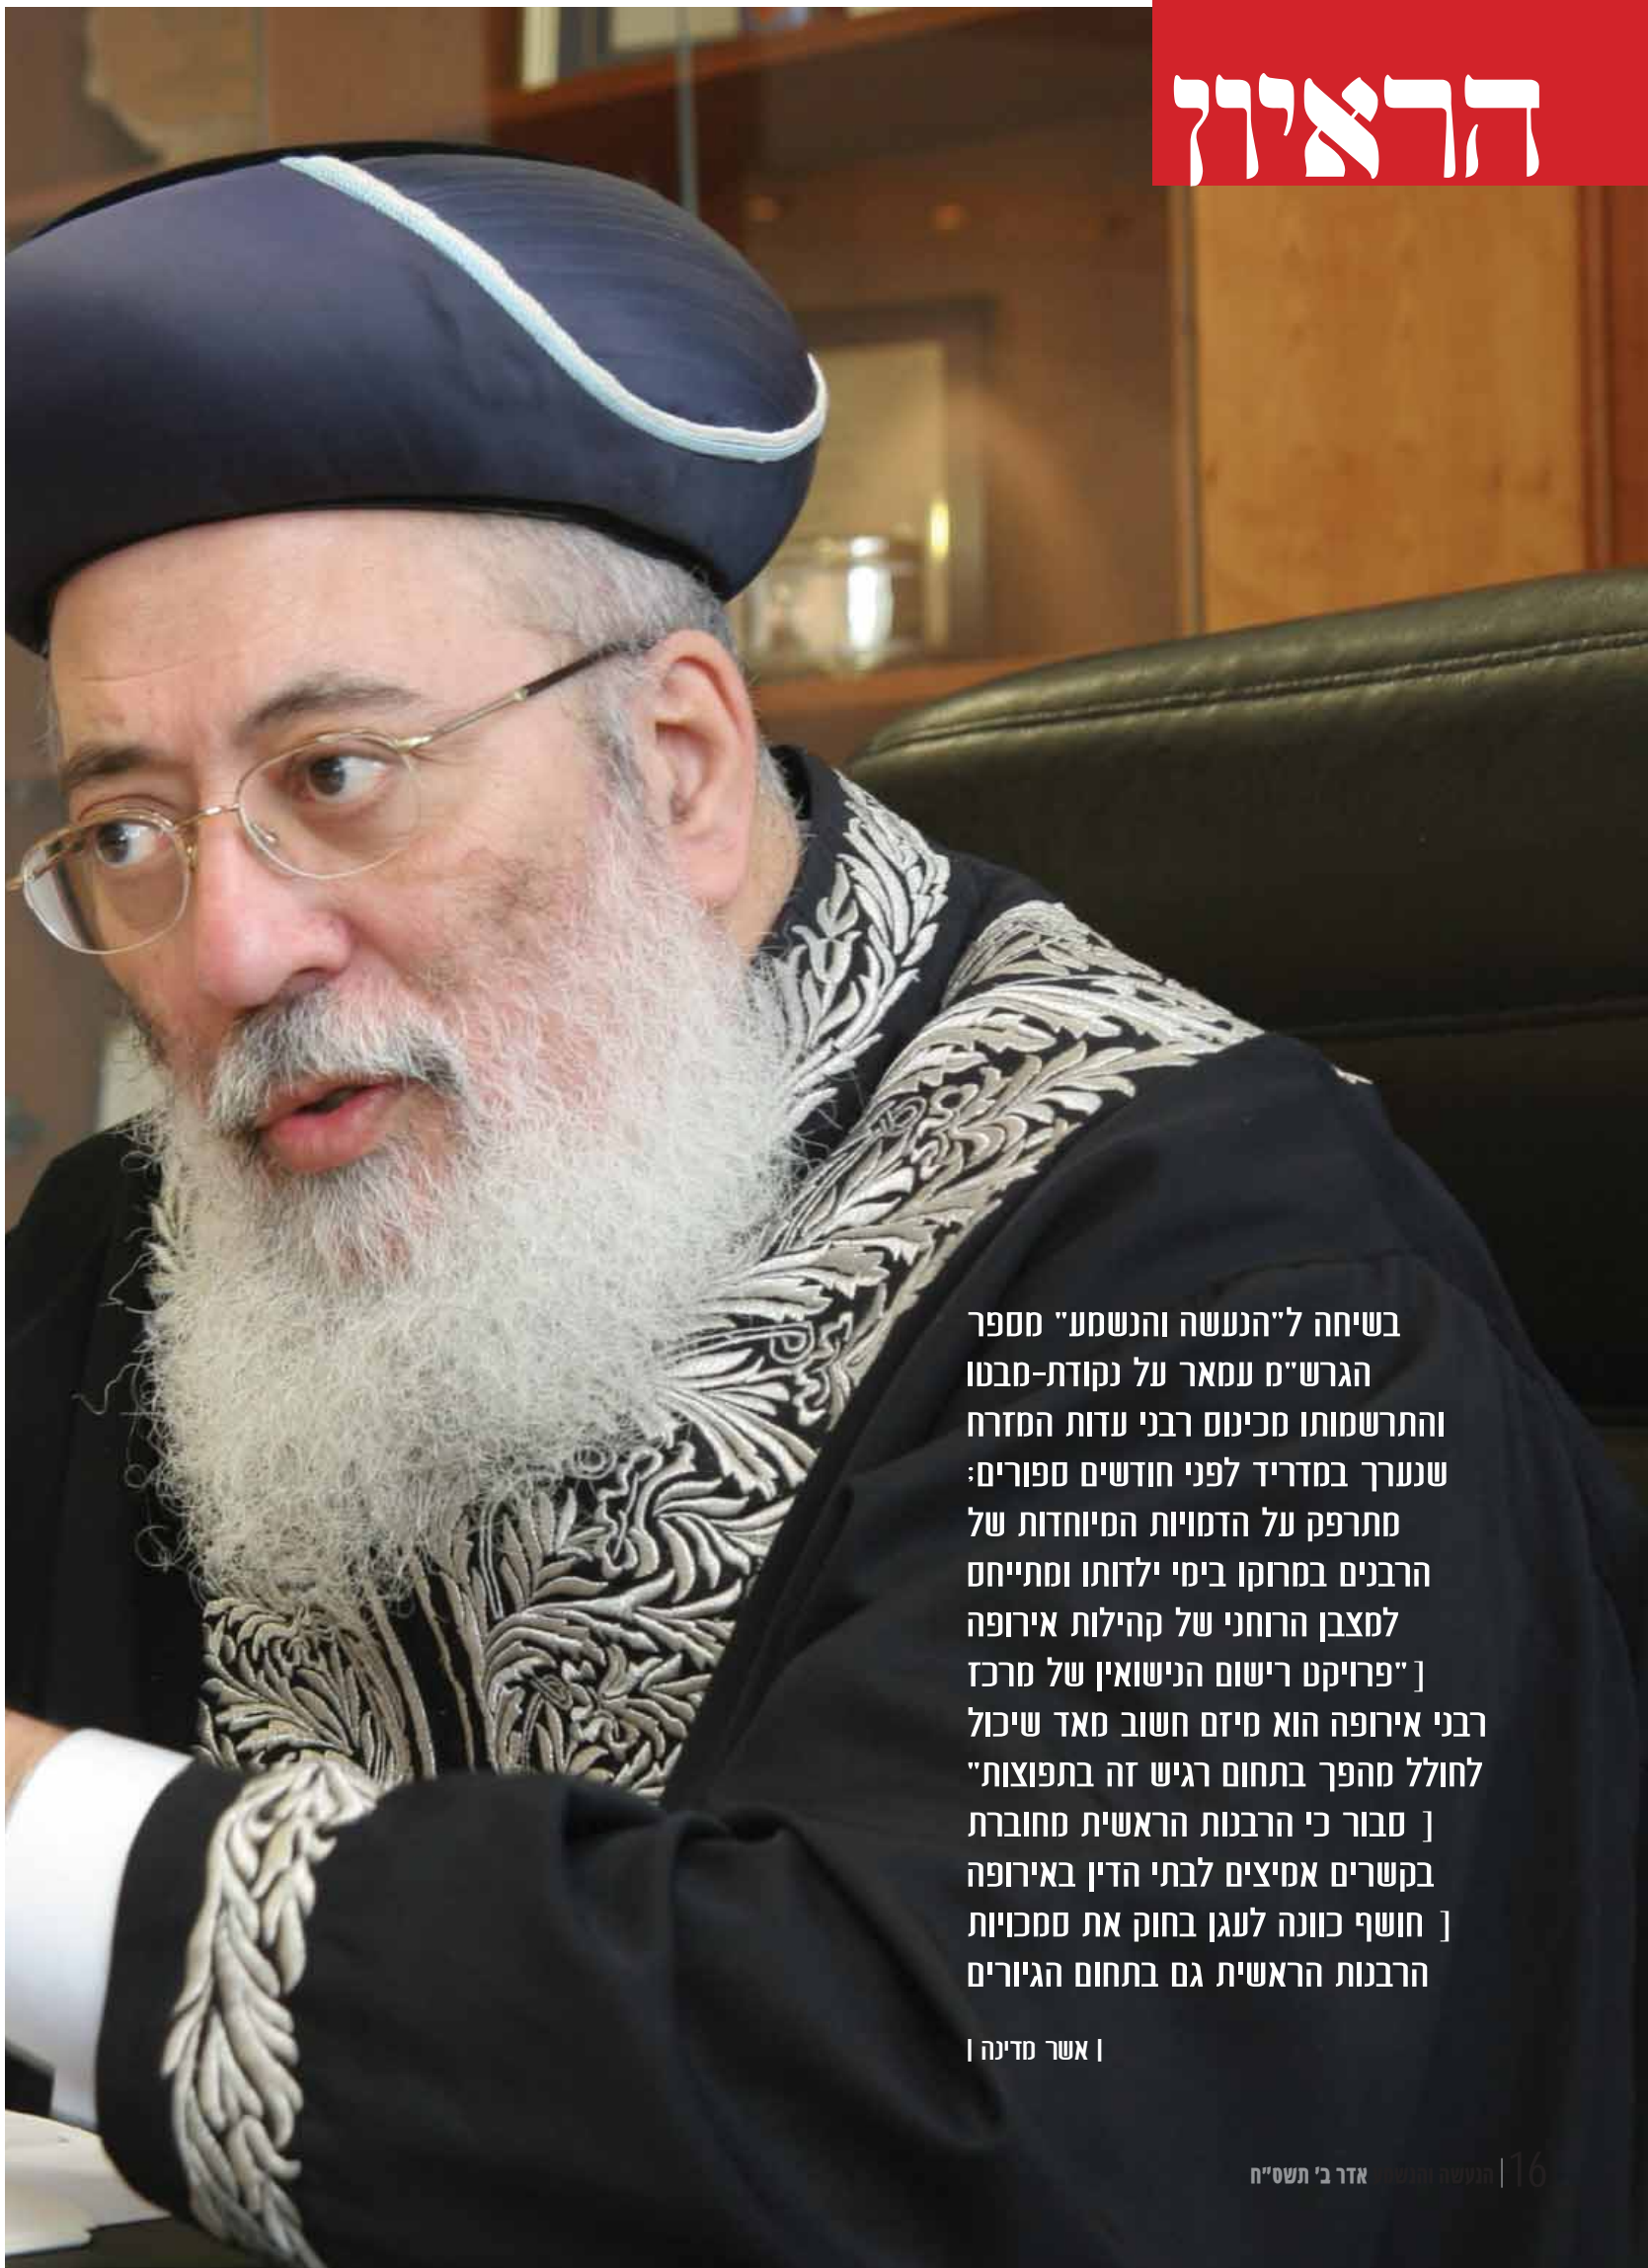 הראיון
בשיחה ל"הנעשה והנשמע" מספר
הגרש"מ עמאר על נקודת-מבטו
והתרשמותו מכינוס רבני עדות המזרח
שנערך במדריד לפני חודשים ספורים;
מתרפק על הדמויות המיוחדות של
הרבנים במרוקו בימי ילדותו ומתייחס
למצבן הרוחני של קהילות אירופה
["פרויקט רישום הנישואין של מרכז
רבני אירופה הוא מיזם חשוב מאד שיכול
לחולל מהפך בתחום רגיש זה בתפוצות"
[ סבור כי הרבנות הראשית מחוברת
בקשרים אמיצים לבתי הדין באירופה
[ חושף כוונה לעגן בחוק את סמכויות
הרבנות הראשית גם בתחום הגיורים
| אשר מדינה |
16| הנעשה והנשמע אדר ב' תשס"ח